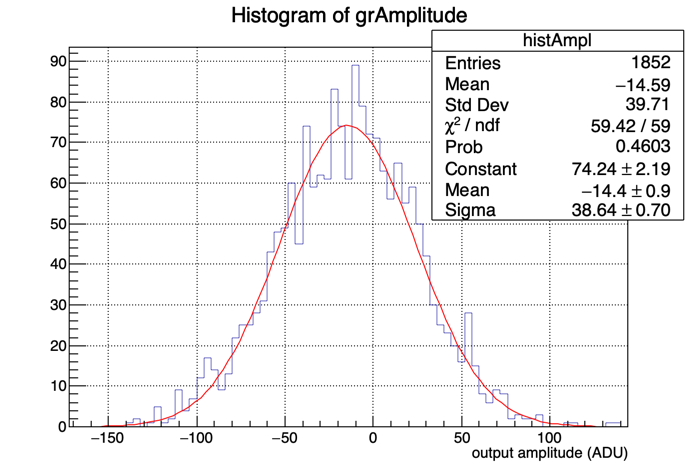 Histogram of grAmplitude
histAmpl
Entries 1852
Mean −14.59
Std Dev 39.71
χ² / ndf 59.42 / 59
Prob 0.4603
Constant 74.24 ± 2.19
Mean −14.4 ± 0.9
Sigma 38.64 ± 0.70
90
80
70
60
50
40
30
20
10
0
−150 −100 −50 0 50 100
output amplitude (ADU)